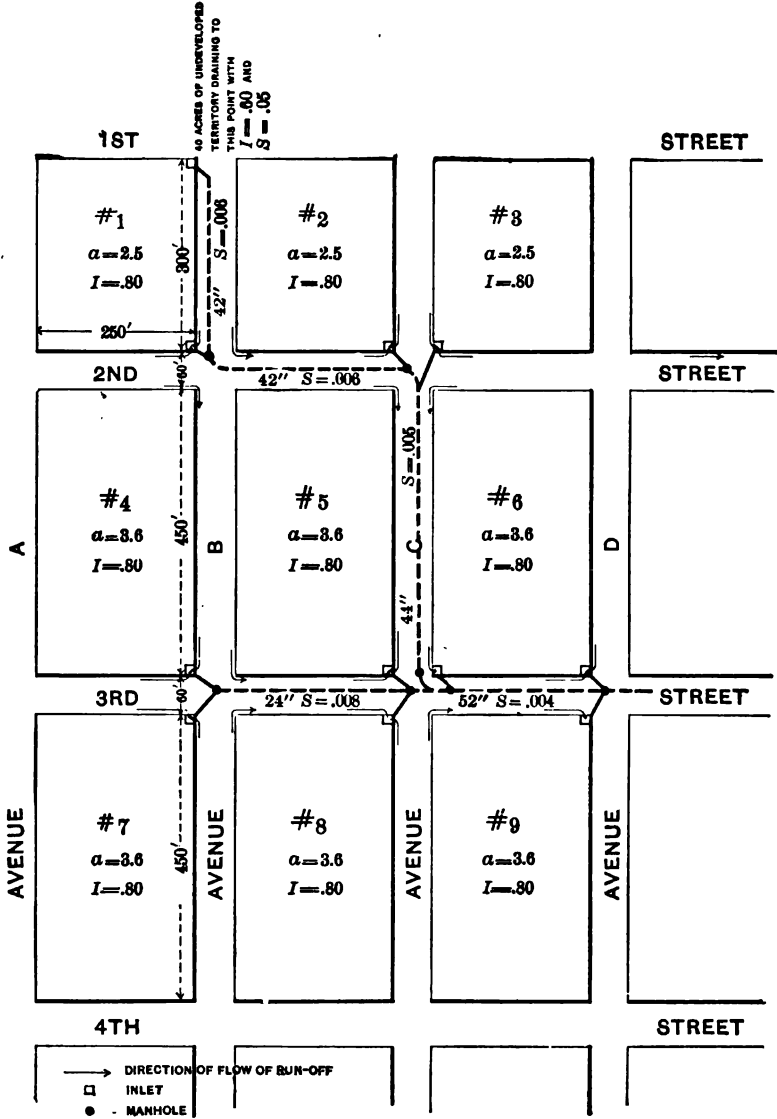 40 ACRES OF UNDEVELOPED
TERRITORY DRAINING TO
THIS POINT WITH
I=.60 AND
S=.05
1ST
STREET
#1
a=2.5
I=.80
#2
a=2.5
I=.80
#3
a=2.5
I=.80
300'
S=.006
42"
250'
2ND
60'
42" S=.006
STREET
#4
a=3.6
I=.80
#5
a=3.6
I=.80
#6
a=3.6
I=.80
450'
S=.005
44"
A
B
C
D
3RD
60'
24" S=.008
52" S=.004
STREET
#7
a=3.6
I=.80
#8
a=3.6
I=.80
#9
a=3.6
I=.80
450'
AVENUE
AVENUE
AVENUE
AVENUE
4TH
STREET
DIRECTION OF FLOW OF RUN-OFF
INLET
- MANHOLE